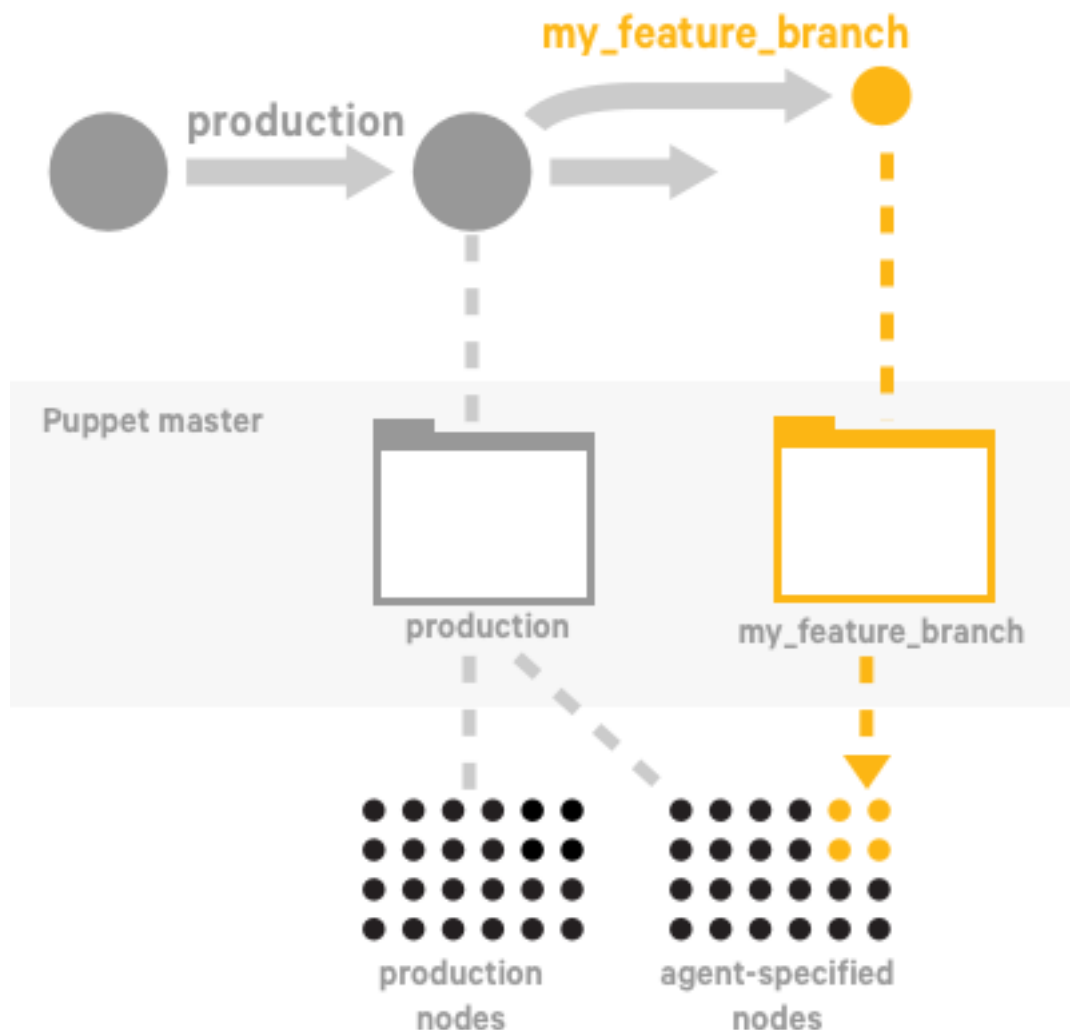 my_feature_branch
production
Puppet master
production
my_feature_branch
production
nodes
agent-specified
nodes